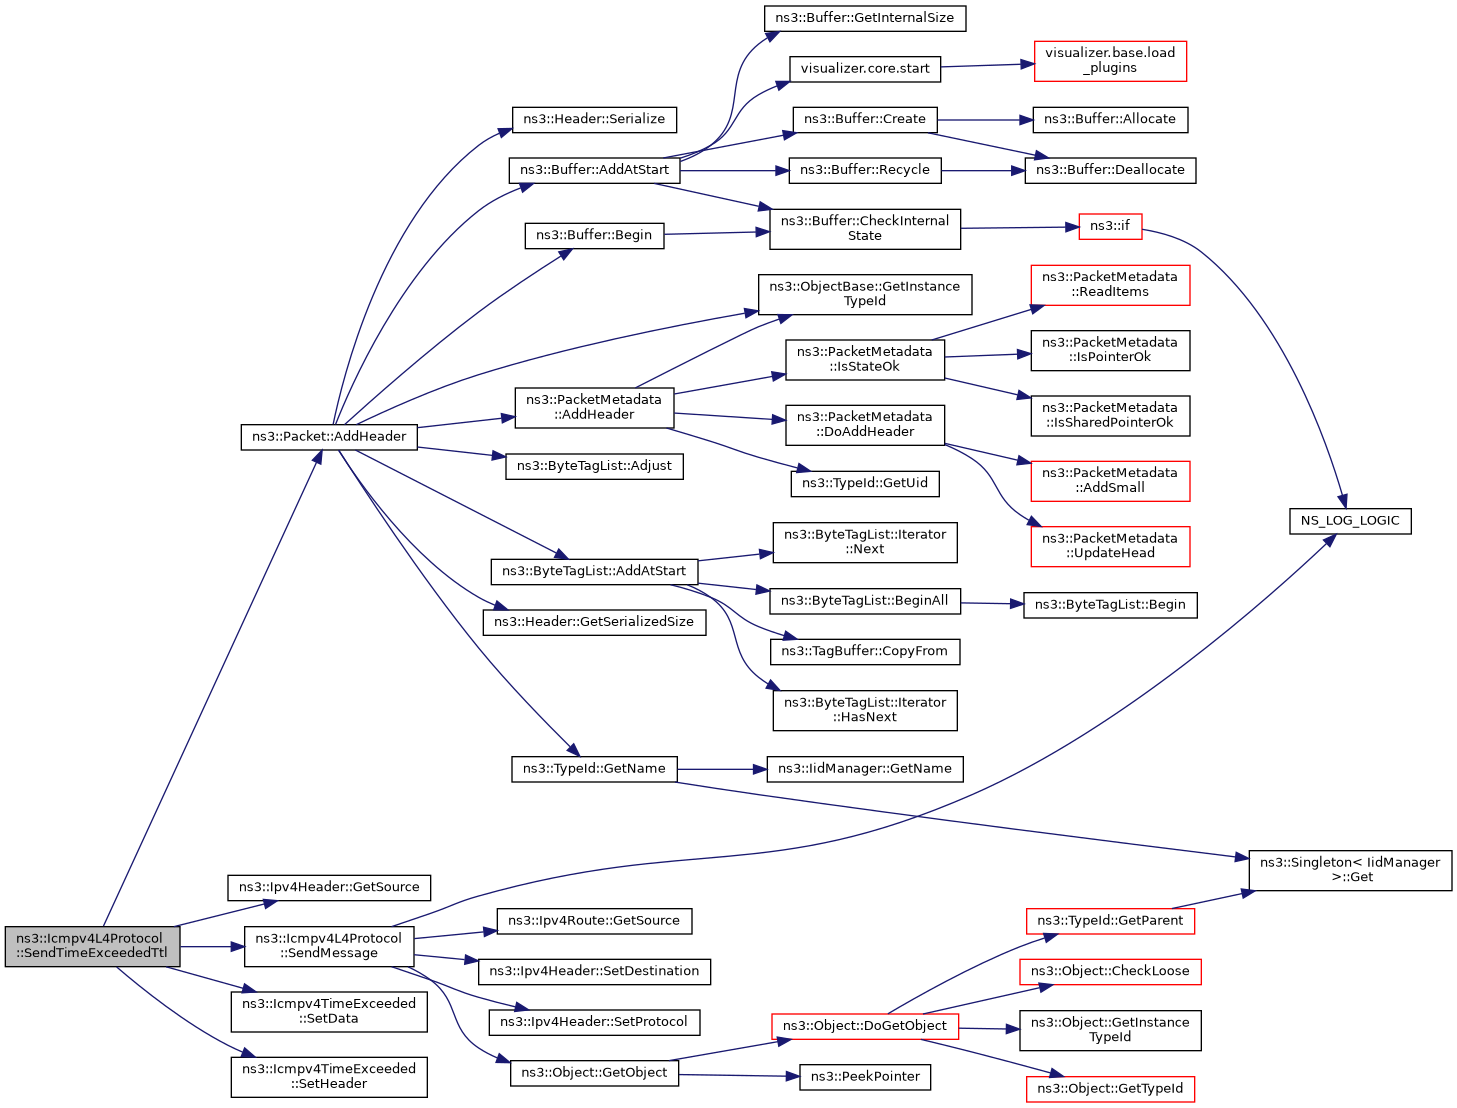 ns3::Buffer::GetInternalSize
visualizer.core.start
visualizer.base.load
_plugins
ns3::Header::Serialize
ns3::Buffer::Create
ns3::Buffer::Allocate
ns3::Buffer::AddAtStart
ns3::Buffer::Recycle
ns3::Buffer::Deallocate
ns3::Buffer::Begin
ns3::Buffer::CheckInternal
State
ns3::if
ns3::ObjectBase::GetInstance
TypeId
ns3::PacketMetadata
::ReadItems
ns3::PacketMetadata
::IsStateOk
ns3::PacketMetadata
::IsPointerOk
ns3::PacketMetadata
::AddHeader
ns3::PacketMetadata
::DoAddHeader
ns3::PacketMetadata
::IsSharedPointerOk
ns3::Packet::AddHeader
ns3::ByteTagList::Adjust
ns3::TypeId::GetUid
ns3::PacketMetadata
::AddSmall
NS_LOG_LOGIC
ns3::ByteTagList::Iterator
::Next
ns3::PacketMetadata
::UpdateHead
ns3::ByteTagList::AddAtStart
ns3::ByteTagList::BeginAll
ns3::ByteTagList::Begin
ns3::Header::GetSerializedSize
ns3::TagBuffer::CopyFrom
ns3::ByteTagList::Iterator
::HasNext
ns3::TypeId::GetName
ns3::IidManager::GetName
ns3::Singleton< IidManager
>::Get
ns3::Ipv4Header::GetSource
ns3::Icmpv4L4Protocol
::SendTimeExceededTtl
ns3::Icmpv4L4Protocol
::SendMessage
ns3::Ipv4Route::GetSource
ns3::TypeId::GetParent
ns3::Ipv4Header::SetDestination
ns3::Object::CheckLoose
ns3::Icmpv4TimeExceeded
::SetData
ns3::Ipv4Header::SetProtocol
ns3::Object::DoGetObject
ns3::Object::GetInstance
TypeId
ns3::Icmpv4TimeExceeded
::SetHeader
ns3::Object::GetObject
ns3::PeekPointer
ns3::Object::GetTypeId